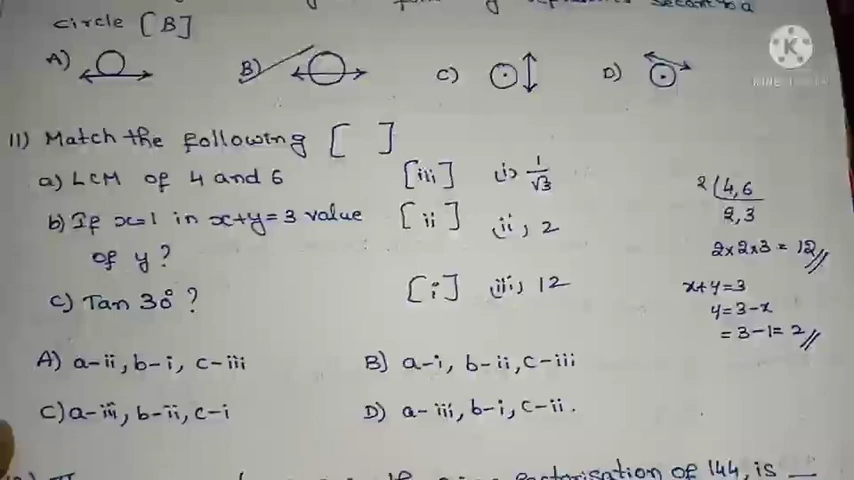 circle [B]
A) B) C) D)
11) Match the following [ ]
a) LCM of 4 and 6 [iii] (i) 1/√3
b) If x=1 in x+y=3 value [ii] (ii) 2
of y?
c) Tan 30° ? [i] (iii) 12
2 | 4, 6
2, 3
2×2×3 = 12//
x+y=3
y=3-x
= 3-1= 2//
A) a-ii, b-i, c-iii B) a-i, b-ii, c-iii
C) a-iii, b-ii, c-i D) a-iii, b-i, c-ii.
factorisation of 144, is __
K